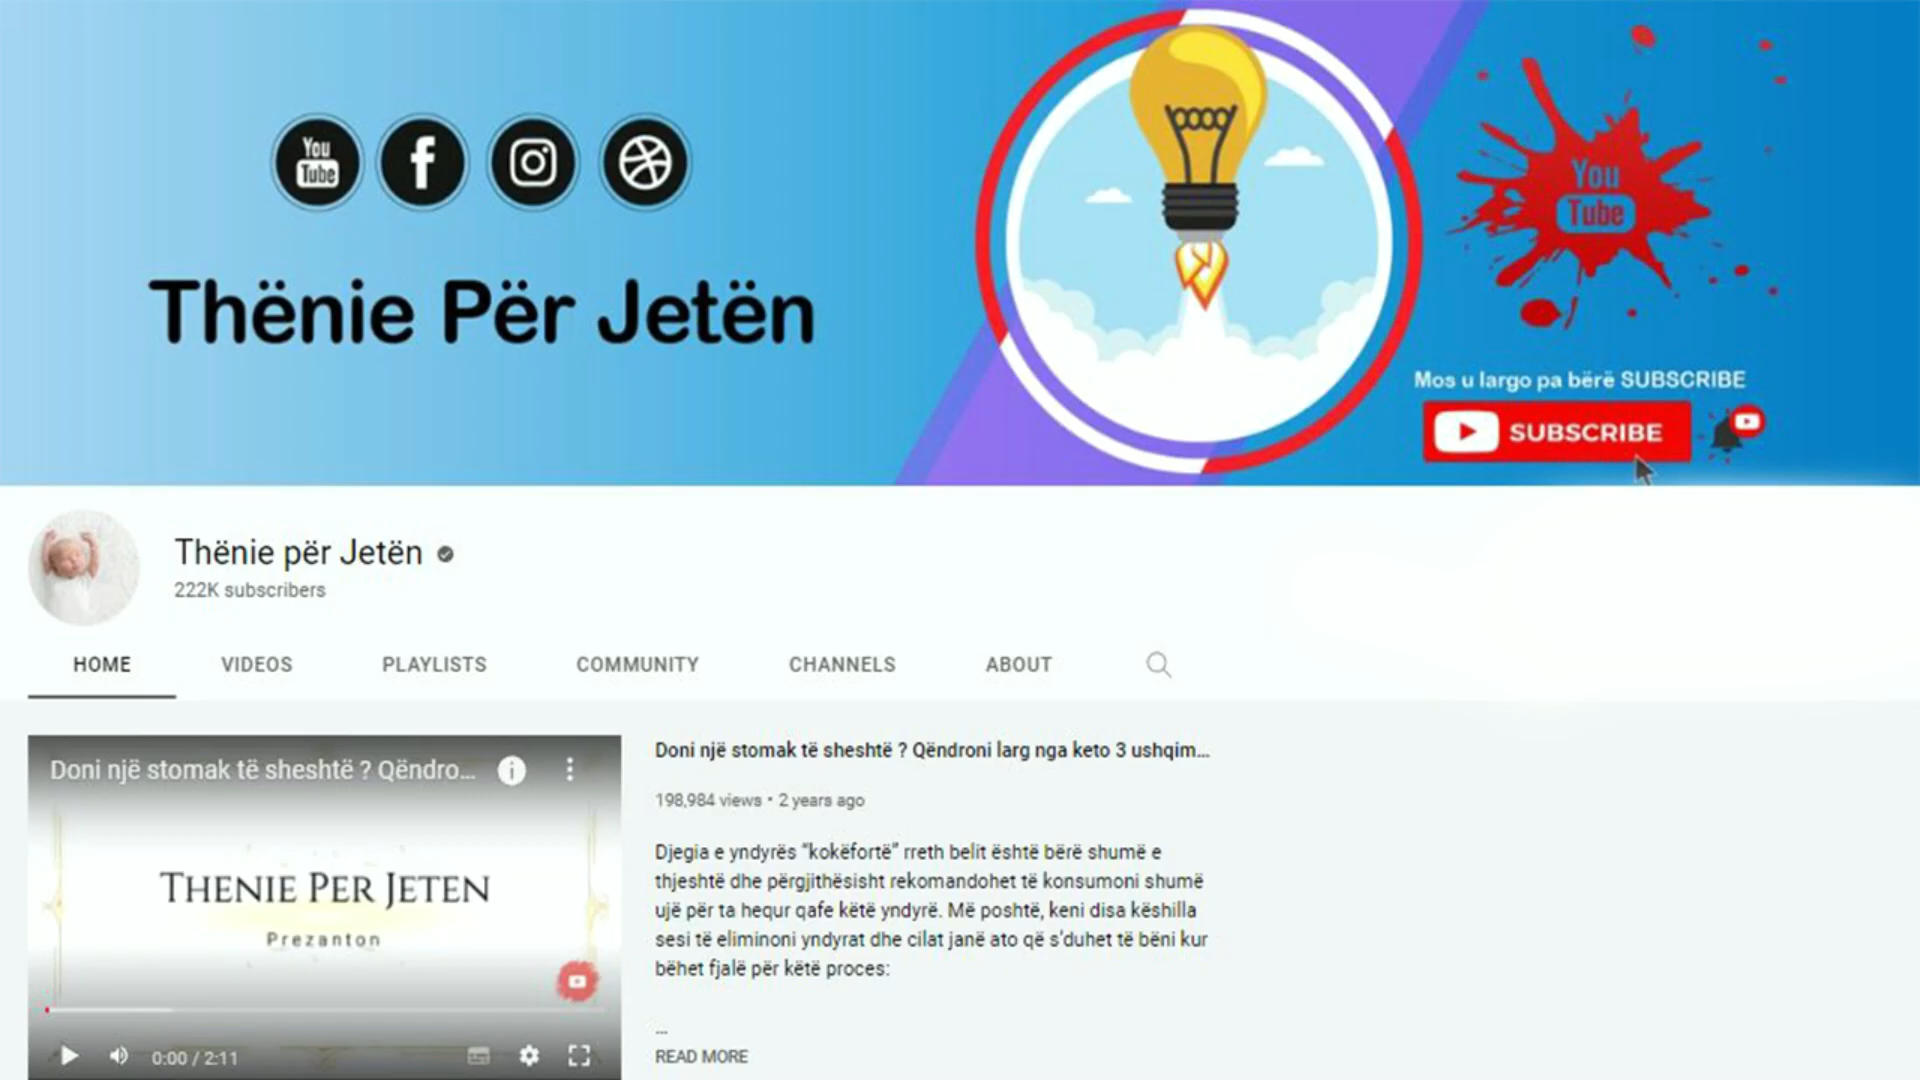 You
Tube
Thënie Për Jetën
You
Tube
Mos u largo pa bërë SUBSCRIBE
SUBSCRIBE
Thënie për Jetën
222K subscribers
HOME VIDEOS PLAYLISTS COMMUNITY CHANNELS ABOUT
Doni një stomak të sheshtë ? Qëndro...
THENIE PER JETEN
Prezanton
0:00 / 2:11
Doni një stomak të sheshtë ? Qëndroni larg nga keto 3 ushqim...
198,984 views • 2 years ago
Djegia e yndyrës “kokëfortë” rreth belit është bërë shumë e
thjeshtë dhe përgjithësisht rekomandohet të konsumoni shumë
ujë për ta hequr qafe këtë yndyrë. Më poshtë, keni disa këshilla
sesi të eliminoni yndyrat dhe cilat janë ato që s’duhet të bëni kur
bëhet fjalë për këtë proces:
...
READ MORE